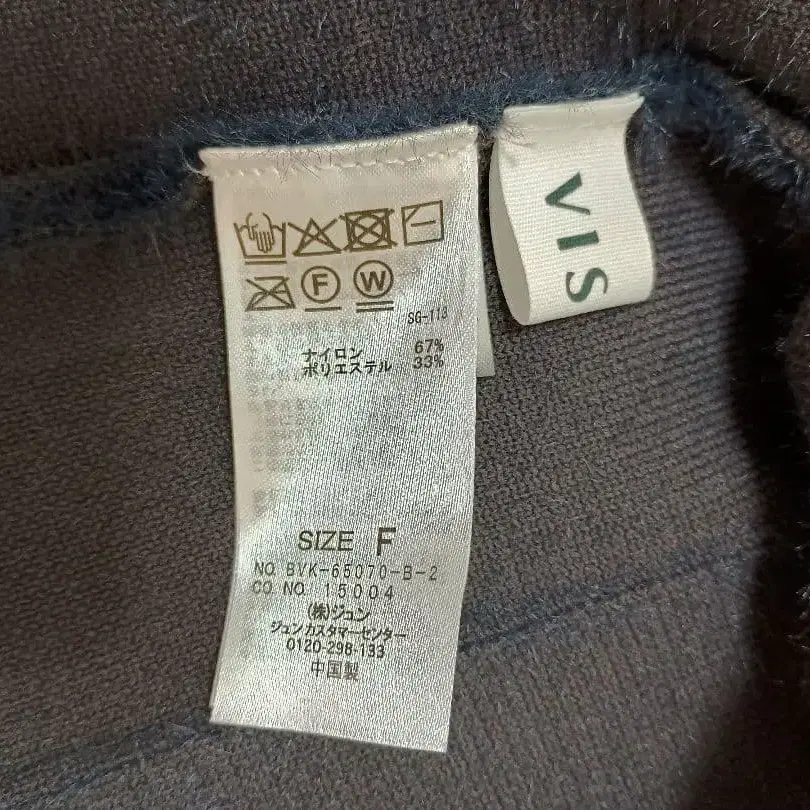 VIS
F
W
SG-118
ナイロン 67%
ポリエステル 33%
SIZE F
NO BVK-65070-B-2
CO NO 15004
(株)ジュン
ジュンカスタマーセンター
0120-298-133
中国製